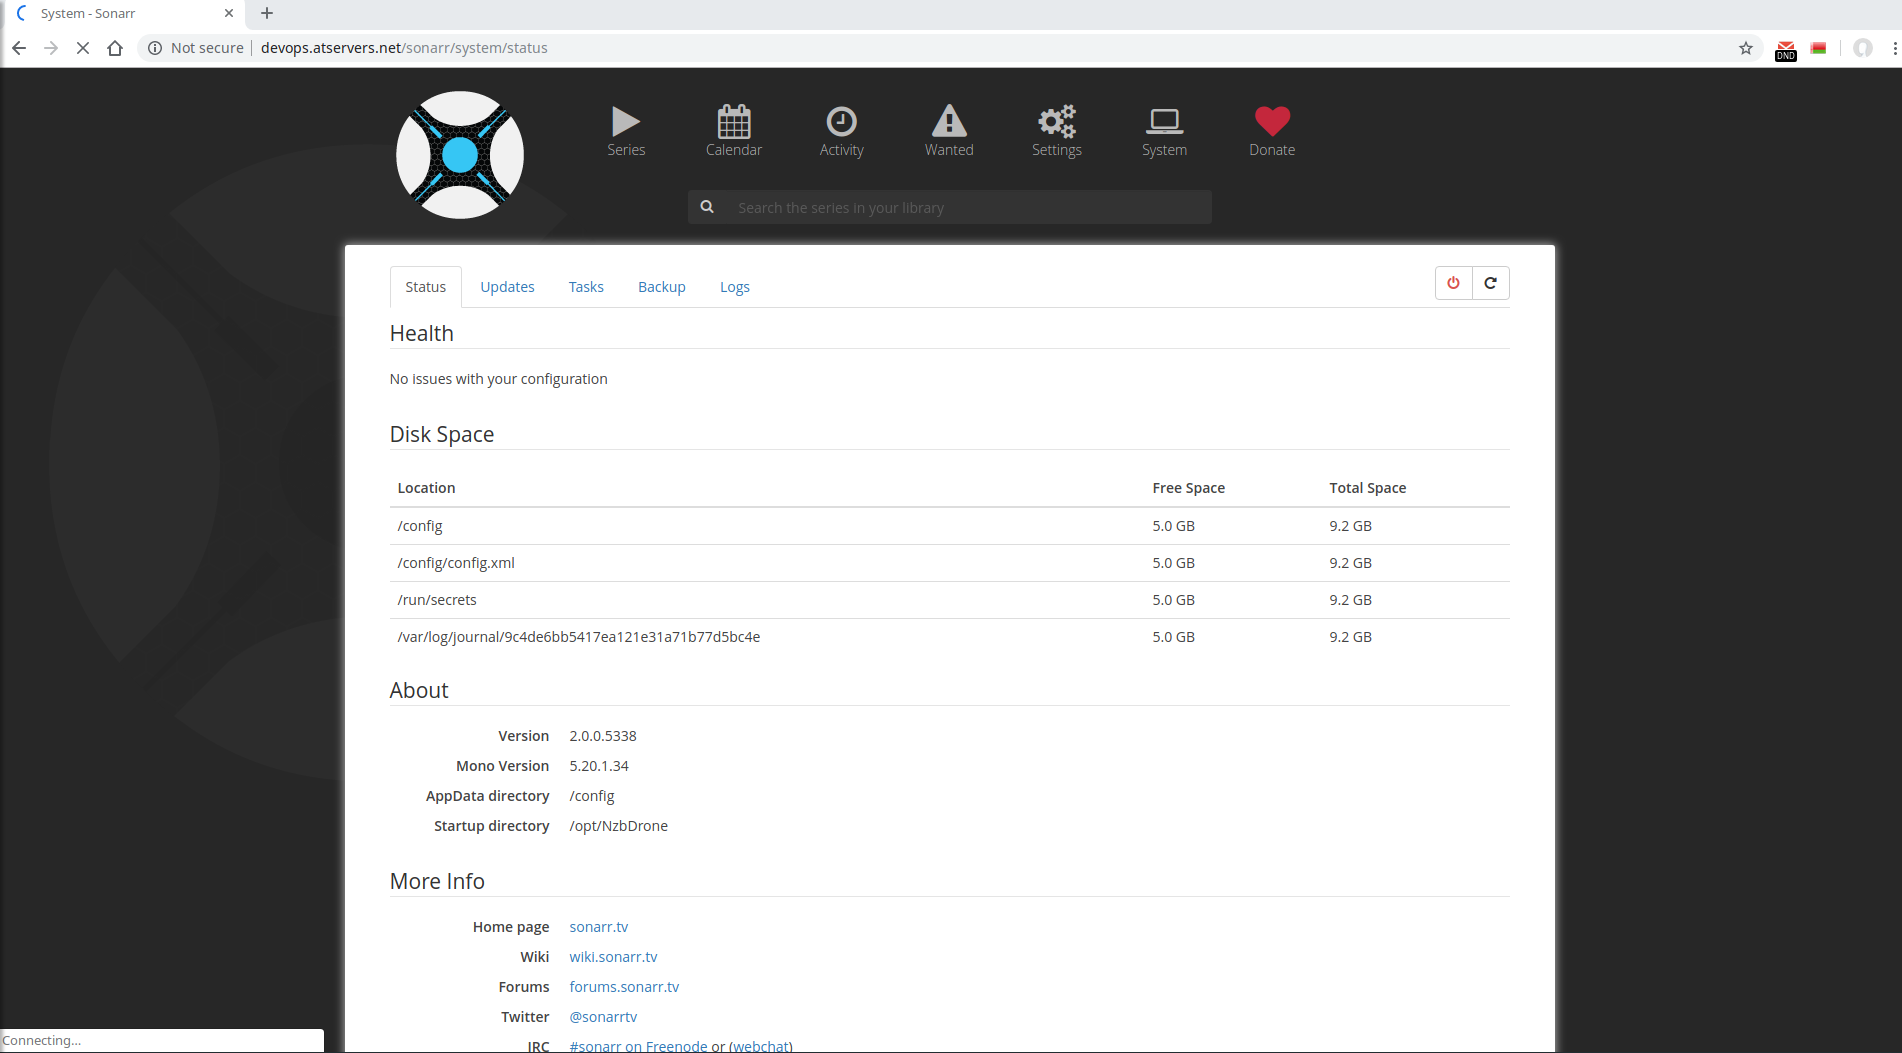 System - Sonarr
Not secure devops.atservers.net/sonarr/system/status
DND
Series Calendar Activity Wanted Settings System Donate
Search the series in your library
Status Updates Tasks Backup Logs
Health
No issues with your configuration
Disk Space
Location Free Space Total Space
/config 5.0 GB 9.2 GB
/config/config.xml 5.0 GB 9.2 GB
/run/secrets 5.0 GB 9.2 GB
/var/log/journal/9c4de6bb5417ea121e31a71b77d5bc4e 5.0 GB 9.2 GB
About
Version 2.0.0.5338
Mono Version 5.20.1.34
AppData directory /config
Startup directory /opt/NzbDrone
More Info
Home page sonarr.tv
Wiki wiki.sonarr.tv
Forums forums.sonarr.tv
Twitter @sonarrtv
IRC #sonarr on Freenode or (webchat)
Connecting...